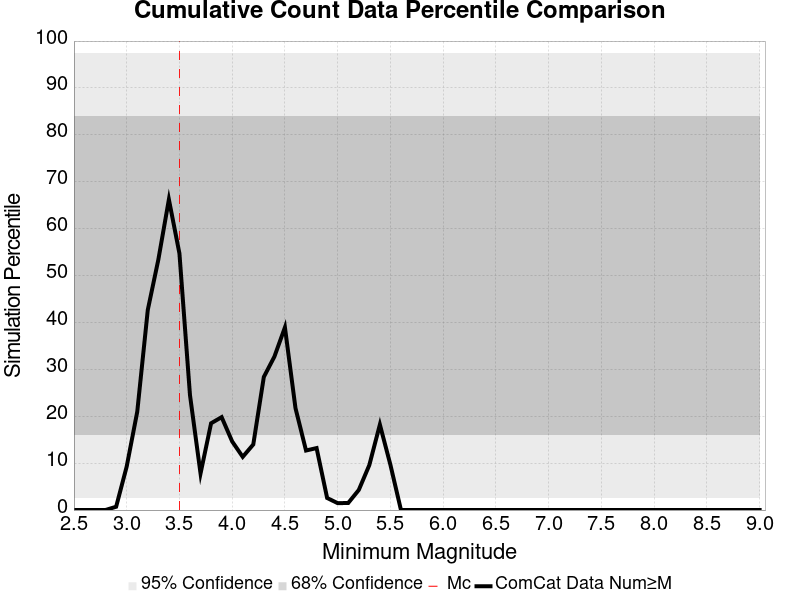 Cumulative Count Data Percentile Comparison
Simulation Percentile
100
90
80
70
60
50
40
30
20
10
0
2.5 3.0 3.5 4.0 4.5 5.0 5.5 6.0 6.5 7.0 7.5 8.0 8.5 9.0
Minimum Magnitude
95% Confidence 68% Confidence Mc ComCat Data Num≥M